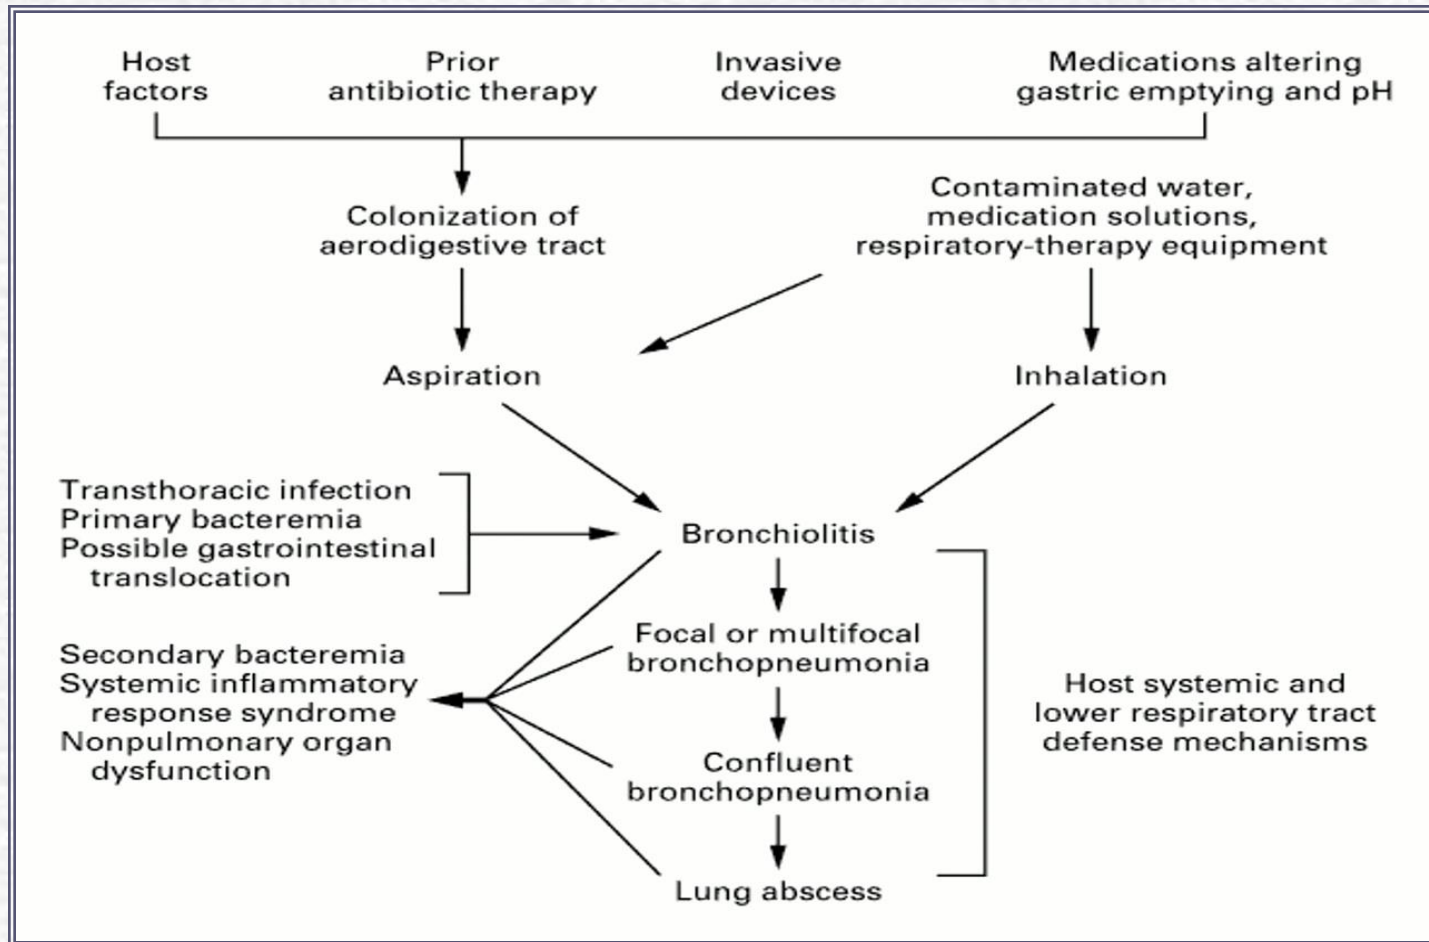 Host
factors
Prior
antibiotic therapy
Invasive
devices
Medications altering
gastric emptying and pH
Colonization of
aerodigestive tract
Contaminated water,
medication solutions,
respiratory-therapy equipment
Aspiration
Inhalation
Transthoracic infection
Primary bacteremia
Possible gastrointestinal
translocation
Bronchiolitis
Secondary bacteremia
Systemic inflammatory
response syndrome
Nonpulmonary organ
dysfunction
Focal or multifocal
bronchopneumonia
Confluent
bronchopneumonia
Lung abscess
Host systemic and
lower respiratory tract
defense mechanisms